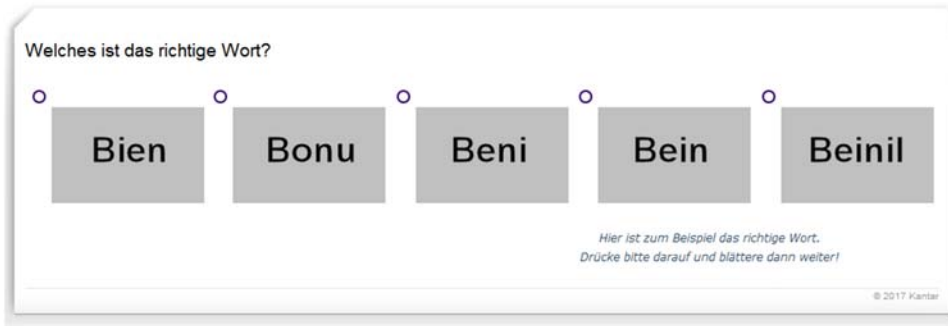 Welches ist das richtige Wort?
Bien Bonu Beni Bein Beinil
Hier ist zum Beispiel das richtige Wort.
Drücke bitte darauf und blättere dann weiter!
© 2017 Kantar